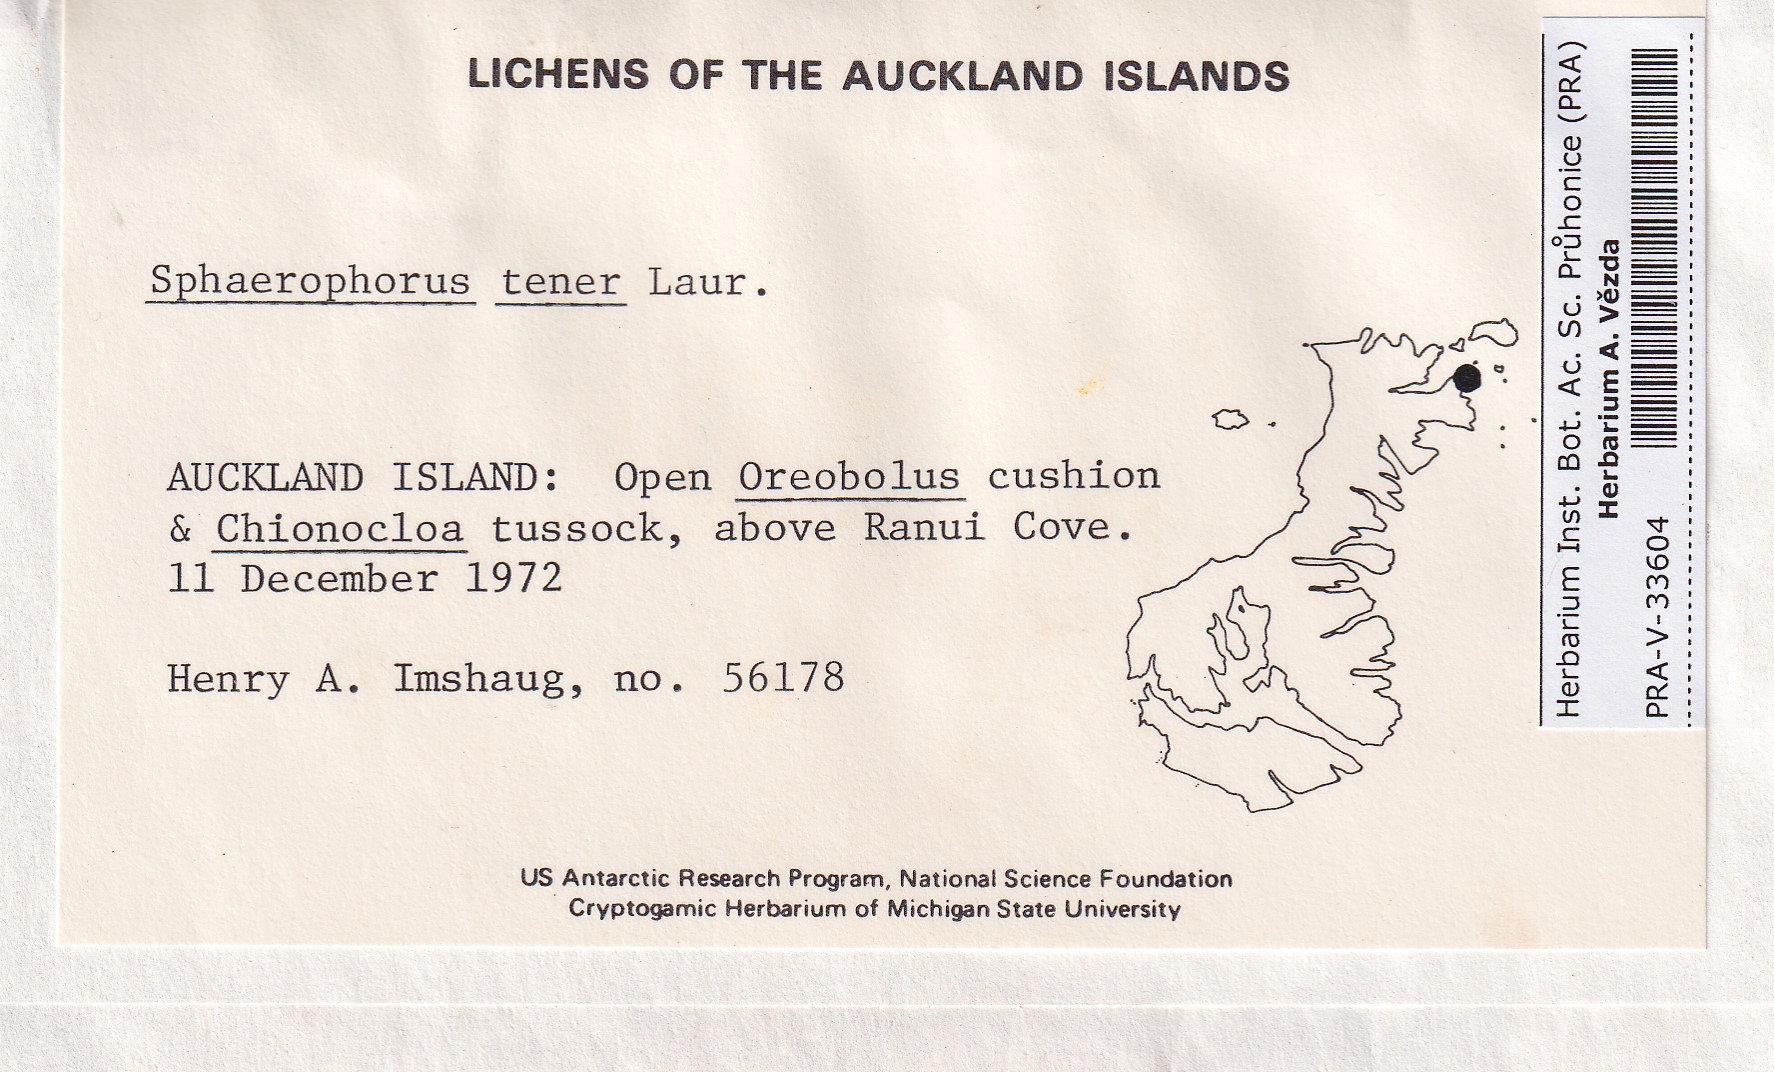 LICHENS OF THE AUCKLAND ISLANDS
Sphaerophorus tener Laur.
AUCKLAND ISLAND: Open Oreobolus cushion
& Chionocloa tussock, above Ranui Cove.
11 December 1972
Henry A. Imshaug, no. 56178
US Antarctic Research Program, National Science Foundation
Cryptogamic Herbarium of Michigan State University
Herbarium Inst. Bot. Ac. Sc. Průhonice (PRA)
Herbarium A. Vězda
PRA-V-33604